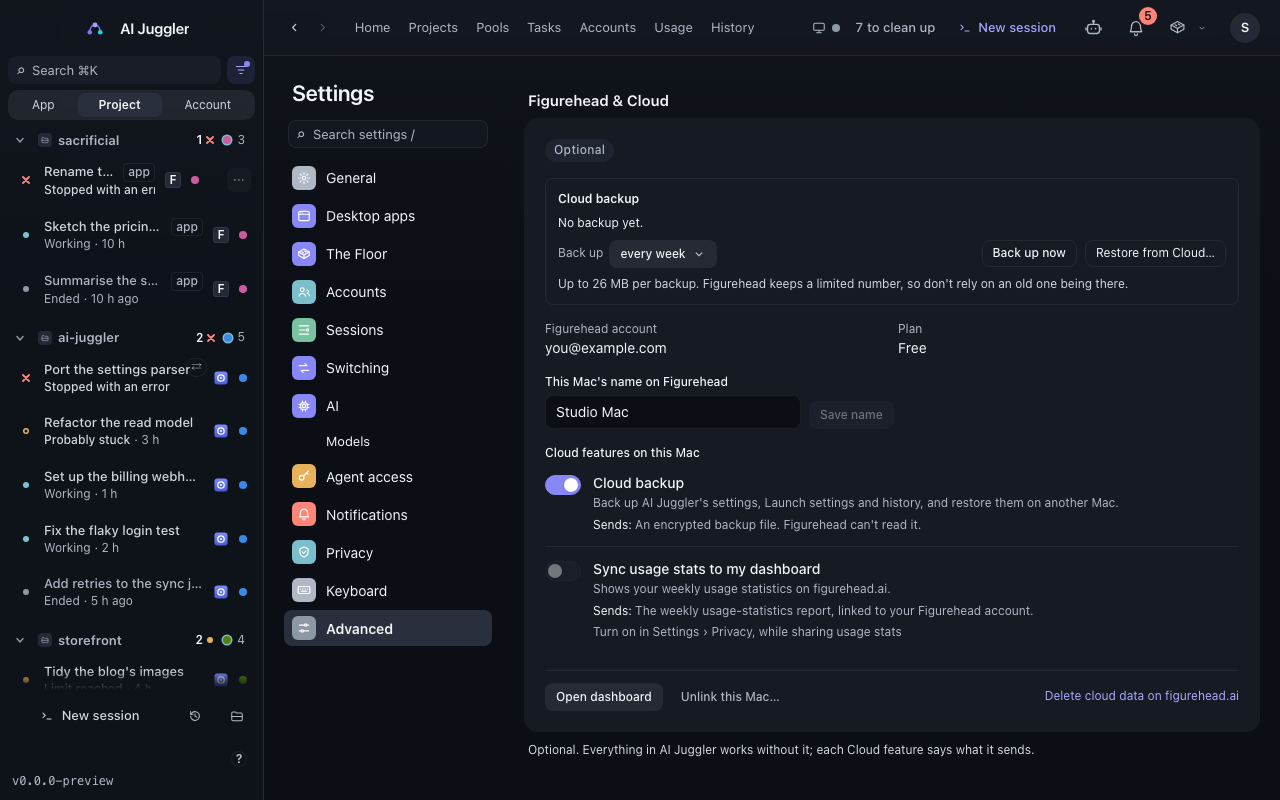 AI Juggler
Search ⌘K
App Project Account
sacrificial 1 3
Rename t… app F
Stopped with an err
Sketch the pricin… app F
Working · 10 h
Summarise the s… app F
Ended · 10 h ago
ai-juggler 2 5
Port the settings parser
Stopped with an error
Refactor the read model
Probably stuck · 3 h
Set up the billing webh…
Working · 1 h
Fix the flaky login test
Working · 2 h
Add retries to the sync j…
Ended · 5 h ago
storefront 2 4
Tidy the blog's images
Limit reached · 4 h
New session
?
v0.0.0-preview
Home Projects Pools Tasks Accounts Usage History
7 to clean up
New session
5
S
Settings
Search settings /
General
Desktop apps
The Floor
Accounts
Sessions
Switching
AI
Models
Agent access
Notifications
Privacy
Keyboard
Advanced
Figurehead & Cloud
Optional
Cloud backup
No backup yet.
Back up every week Back up now Restore from Cloud…
Up to 26 MB per backup. Figurehead keeps a limited number, so don't rely on an old one being there.
Figurehead account Plan
you@example.com Free
This Mac's name on Figurehead
Studio Mac Save name
Cloud features on this Mac
Cloud backup
Back up AI Juggler's settings, Launch settings and history, and restore them on another Mac.
Sends: An encrypted backup file. Figurehead can't read it.
Sync usage stats to my dashboard
Shows your weekly usage statistics on figurehead.ai.
Sends: The weekly usage-statistics report, linked to your Figurehead account.
Turn on in Settings › Privacy, while sharing usage stats
Open dashboard Unlink this Mac… Delete cloud data on figurehead.ai
Optional. Everything in AI Juggler works without it; each Cloud feature says what it sends.